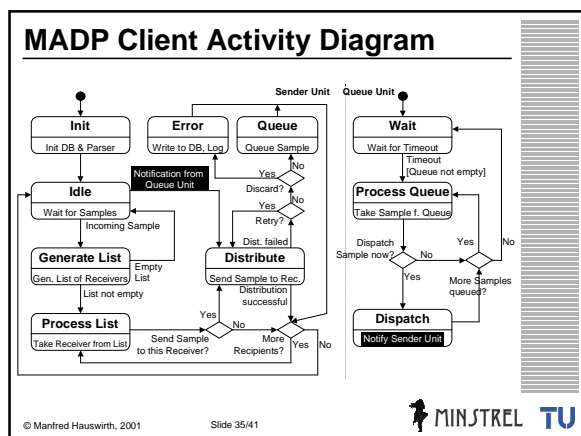 MADP Client Activity Diagram
Sender Unit
Queue Unit
Init
Init DB & Parser
Error
Write to DB, Log
Queue
Queue Sample
Wait
Wait for Timeout
Timeout
[Queue not empty]
Notification from
Queue Unit
Yes
No
Discard?
Idle
Wait for Samples
Incoming Sample
Yes
No
Retry?
Process Queue
Take Sample f. Queue
Generate List
Gen. List of Receivers
Empty
List
List not empty
Dist. failed
Distribute
Send Sample to Rec.
Distribution
successful
Dispatch
Sample now?
No
Yes
Yes
No
More Samples
queued?
Process List
Take Receiver from List
Send Sample
to this Receiver?
Yes
No
More
Recipients?
Yes
No
Dispatch
Notify Sender Unit
© Manfred Hauswirth, 2001
Slide 35/41
MINSTREL
TU